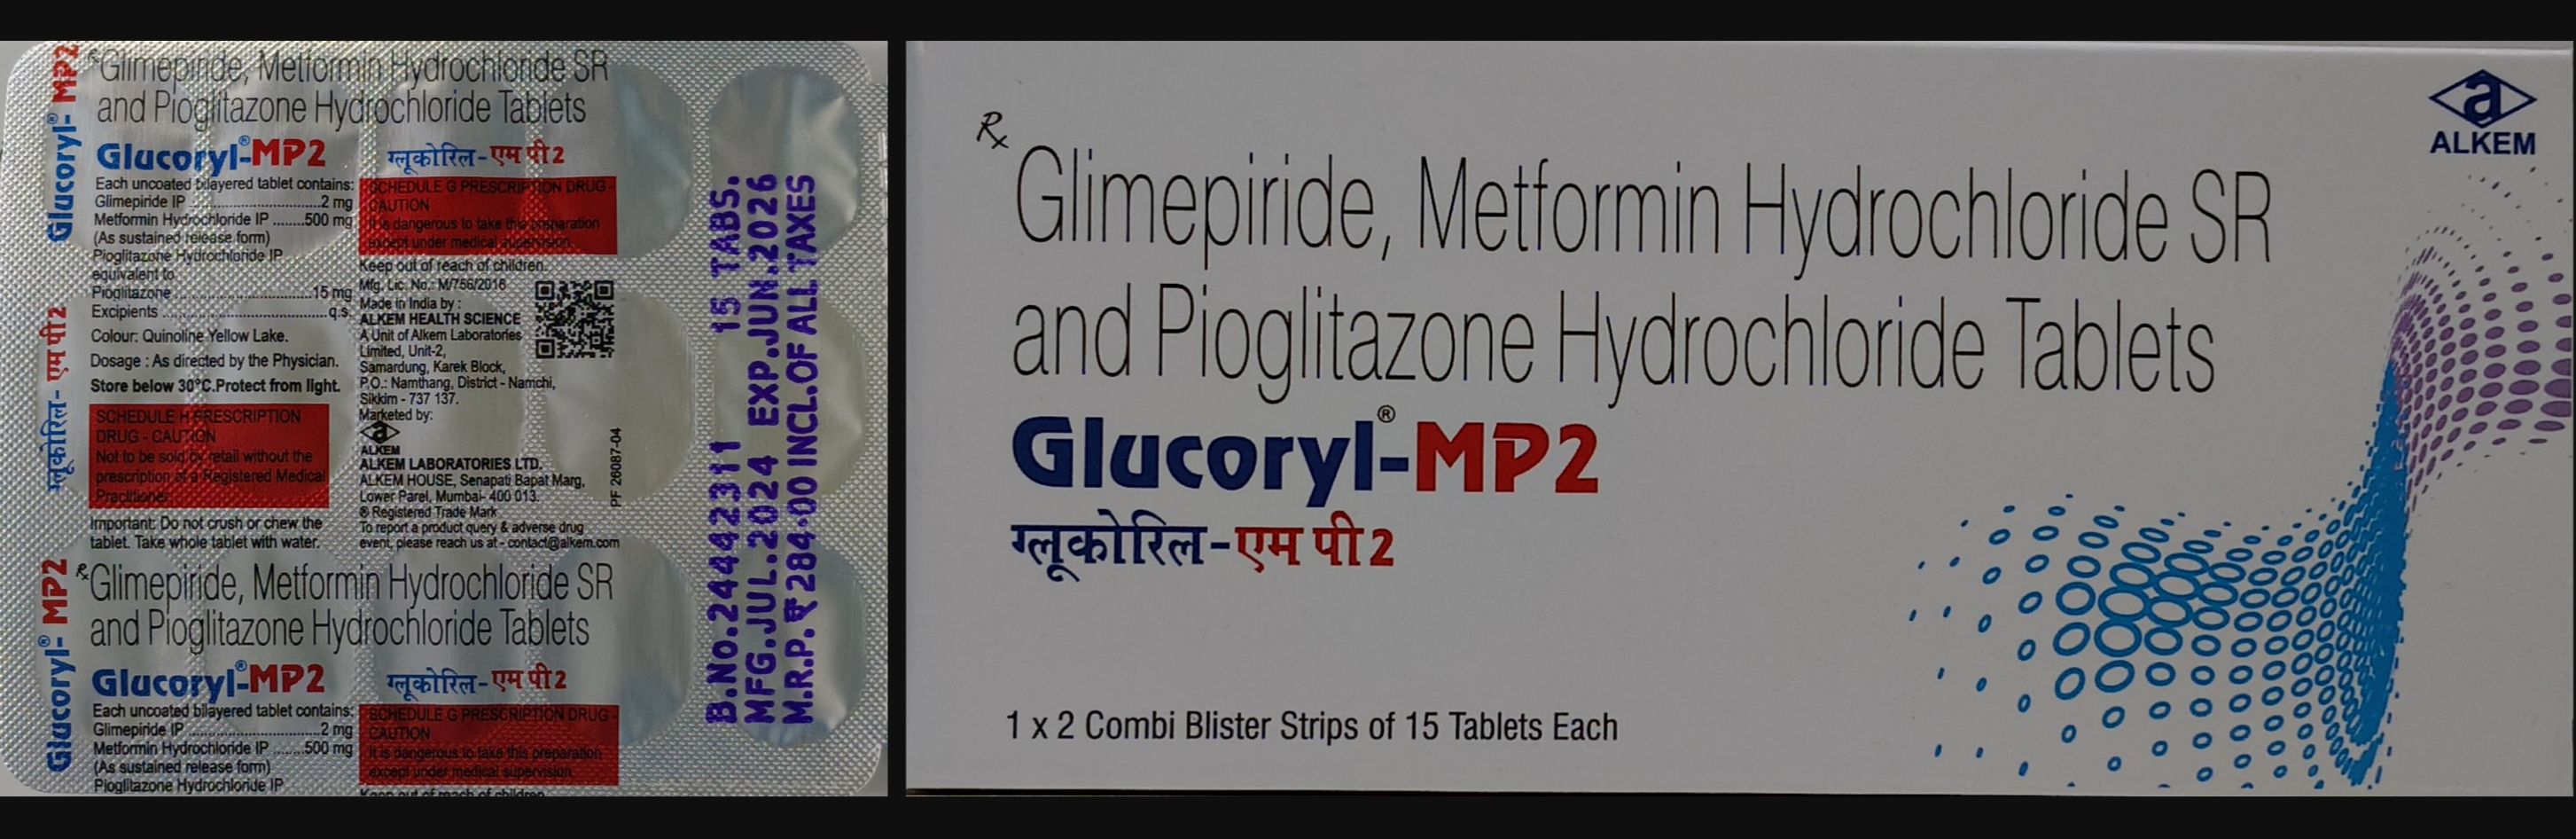 Glucoryl®-MP2
ग्लूकोरिल-एम पी 2
Glucoryl®-MP2
Rx Glimepiride, Metformin Hydrochloride SR
and Pioglitazone Hydrochloride Tablets
Glucoryl®-MP2
Each uncoated bilayered tablet contains:
Glimepiride IP ........................... 2 mg
Metformin Hydrochloride IP ........500 mg
(As sustained release form)
Pioglitazone Hydrochloride IP
equivalent to
Pioglitazone ............................. 15 mg
Excipients ................................ q.s.
Colour: Quinoline Yellow Lake.
Dosage : As directed by the Physician.
Store below 30°C.Protect from light.
SCHEDULE H PRESCRIPTION
DRUG - CAUTION
Not to be sold by retail without the
prescription of a Registered Medical
Practitioner.
Important: Do not crush or chew the
tablet. Take whole tablet with water.
ग्लूकोरिल-एम पी 2
SCHEDULE G PRESCRIPTION DRUG -
CAUTION
It is dangerous to take this preparation
except under medical supervision.
Keep out of reach of children.
Mfg. Lic. No.: M/756/2016
Made in India by :
ALKEM HEALTH SCIENCE
A Unit of Alkem Laboratories
Limited, Unit-2,
Samardung, Karek Block,
P.O.: Namthang, District - Namchi,
Sikkim - 737 137.
Marketed by:
a
ALKEM
ALKEM LABORATORIES LTD.
ALKEM HOUSE, Senapati Bapat Marg,
Lower Parel, Mumbai- 400 013.
® Registered Trade Mark
To report a product query & adverse drug
event, please reach us at - contact@alkem.com
PF 26087-04
Rx Glimepiride, Metformin Hydrochloride SR
and Pioglitazone Hydrochloride Tablets
Glucoryl®-MP2
Each uncoated bilayered tablet contains:
Glimepiride IP ........................... 2 mg
Metformin Hydrochloride IP ........500 mg
(As sustained release form)
Pioglitazone Hydrochloride IP
ग्लूकोरिल-एम पी 2
SCHEDULE G PRESCRIPTION DRUG -
CAUTION
It is dangerous to take this preparation
except under medical supervision.
Keep out of reach of children.
B.No.24442311 15 TABS.
MFG.JUL.2024 EXP.JUN.2026
M.R.P.₹284.00 INCL.OF ALL TAXES
a
ALKEM
Rx Glimepiride, Metformin Hydrochloride SR
and Pioglitazone Hydrochloride Tablets
Glucoryl®-MP2
ग्लूकोरिल-एम पी 2
1 x 2 Combi Blister Strips of 15 Tablets Each